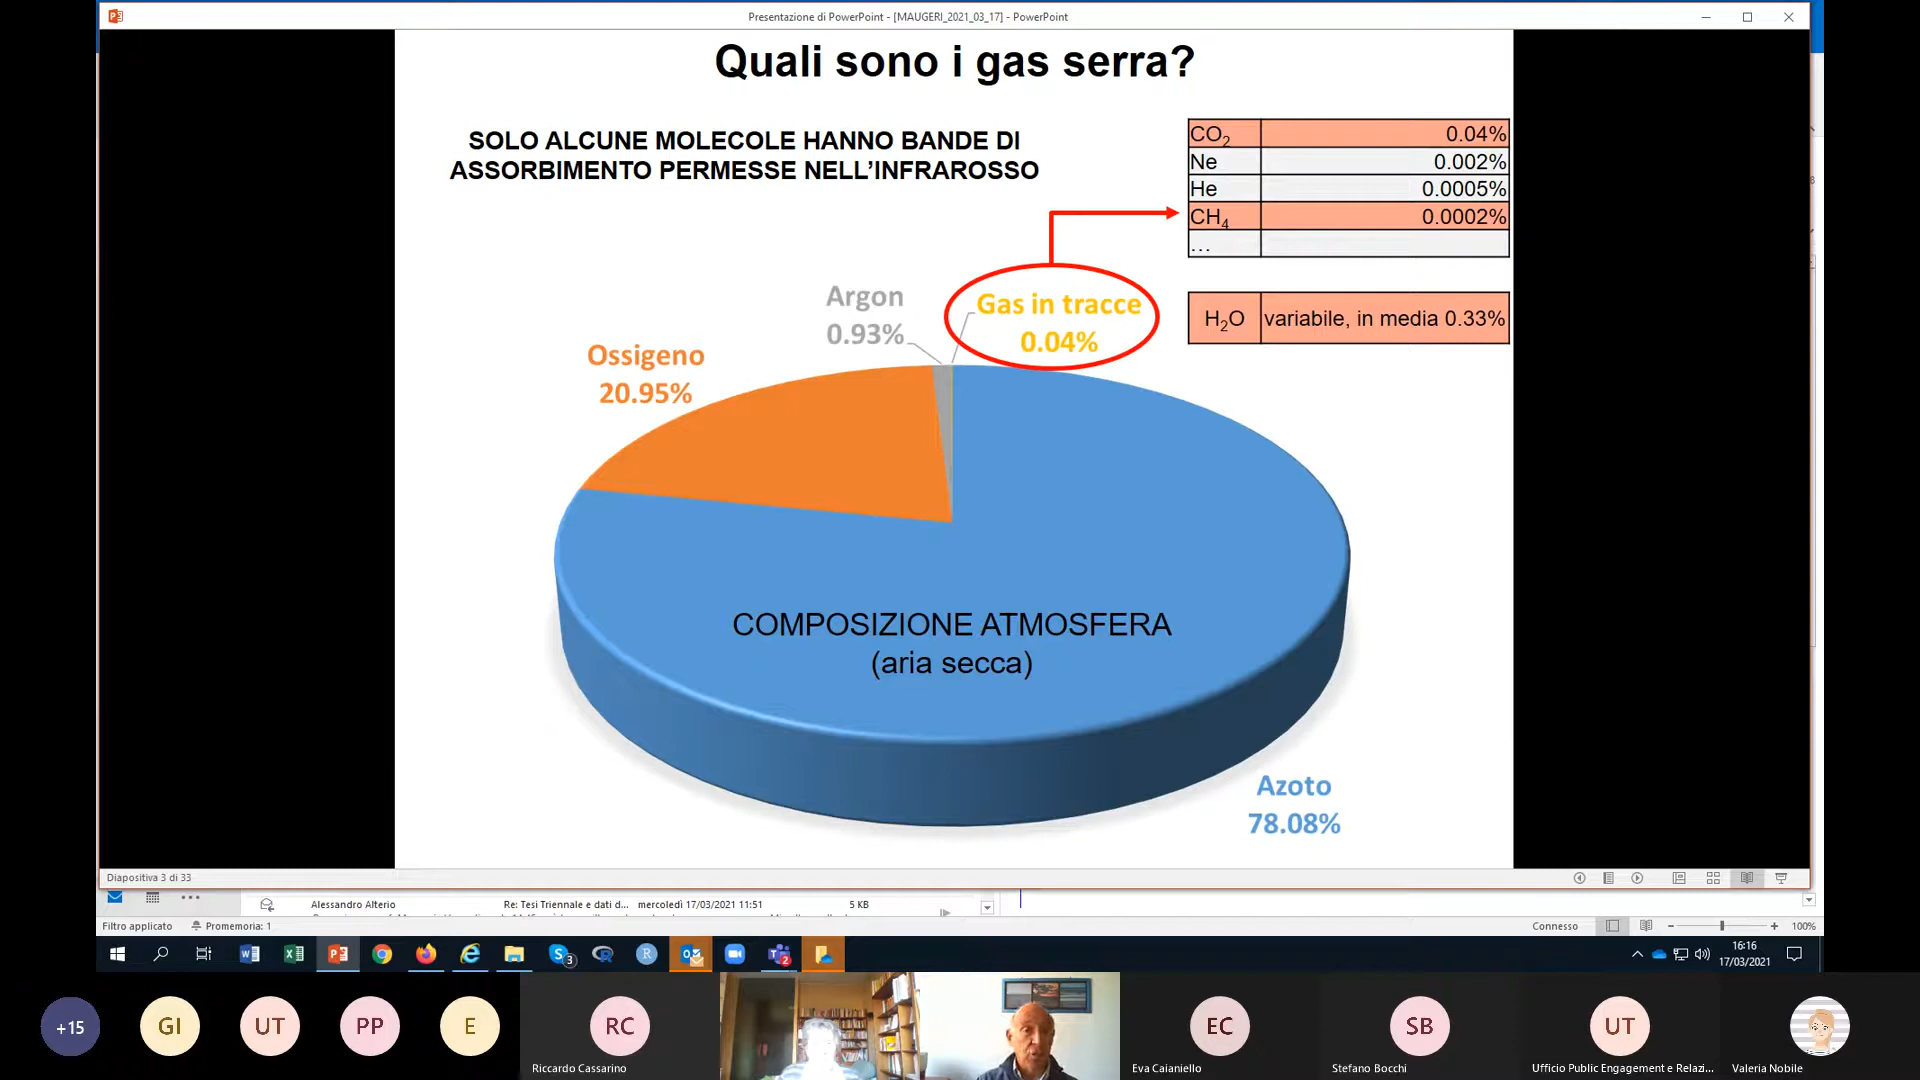 Presentazione di PowerPoint - [MAUGERI_2021_03_17] - PowerPoint
Quali sono i gas serra?
SOLO ALCUNE MOLECOLE HANNO BANDE DI
ASSORBIMENTO PERMESSE NELL'INFRAROSSO
CO2 0.04%
Ne 0.002%
He 0.0005%
CH4 0.0002%
...
H2O variabile, in media 0.33%
Argon
0.93%
Gas in tracce
0.04%
Ossigeno
20.95%
COMPOSIZIONE ATMOSFERA
(aria secca)
Azoto
78.08%
Diapositiva 3 di 33
Alessandro Alterio Re: Tesi Triennale e dati d... mercoledì 17/03/2021 11:51 5 KB
Filtro applicato Promemoria: 1 Connesso 100%
16:16
17/03/2021
+15 GI UT PP E RC EC SB UT
Riccardo Cassarino Eva Caianiello Stefano Bocchi Ufficio Public Engagement e Relazi... Valeria Nobile